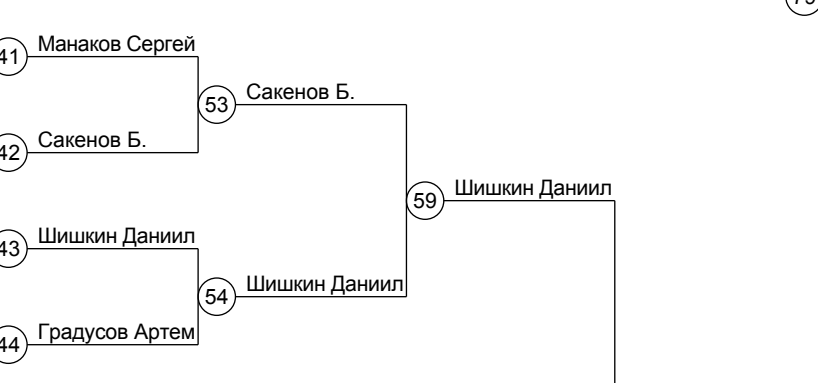 41 Манаков Сергей
53 Сакенов Б.
42 Сакенов Б.
59 Шишкин Даниил
43 Шишкин Даниил
54 Шишкин Даниил
44 Градусов Артем